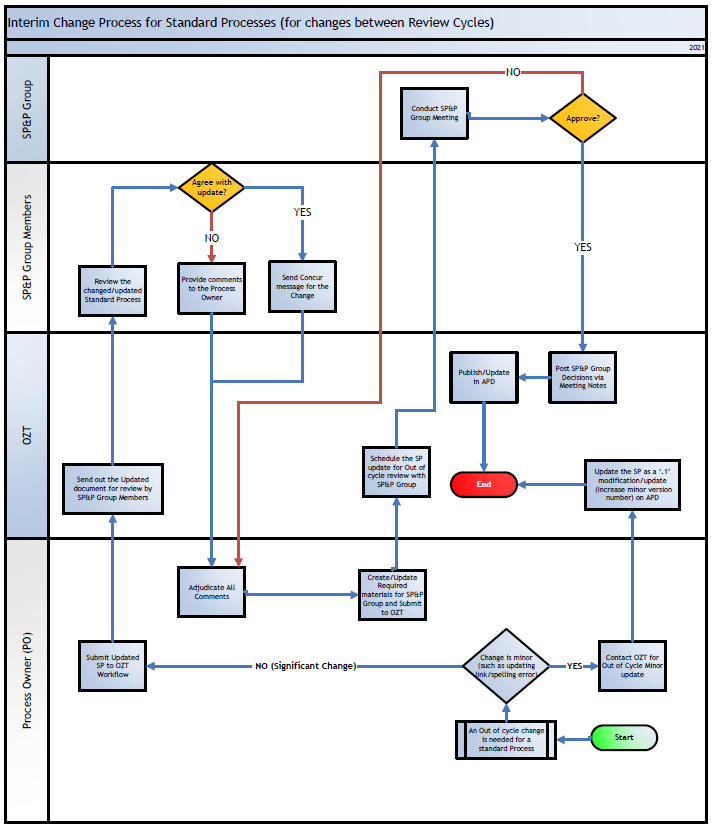 Interim Change Process for Standard Processes (for changes between Review Cycles)
2021
SP&P Group
NO
Conduct SP&P
Group Meeting
Approve?
YES
SP&P Group Members
Agree with
update?
YES
NO
Review the
changed/updated
Standard Process
Provide comments
to the Process
Owner
Send Concur
message for the
Change
OZT
Publish/Update
in APD
Post SP&P Group
Decisions via
Meeting Notes
Send out the Updated
document for review by
SP&P Group Members
Schedule the SP
update for Out of
cycle review with
SP&P Group
End
Update the SP as a ‘.1’
modification/update
(increase minor version
number) on APD
Process Owner (PO)
Adjudicate All
Comments
Create/Update
Required
materials for SP&P
Group and Submit
to OZT
Submit Updated
SP to OZT
Workflow
NO (Significant Change)
Change is minor
(such as updating
link/spelling error)
YES
Contact OZT for
Out of Cycle Minor
update
An Out of cycle change
is needed for a
standard Process
Start